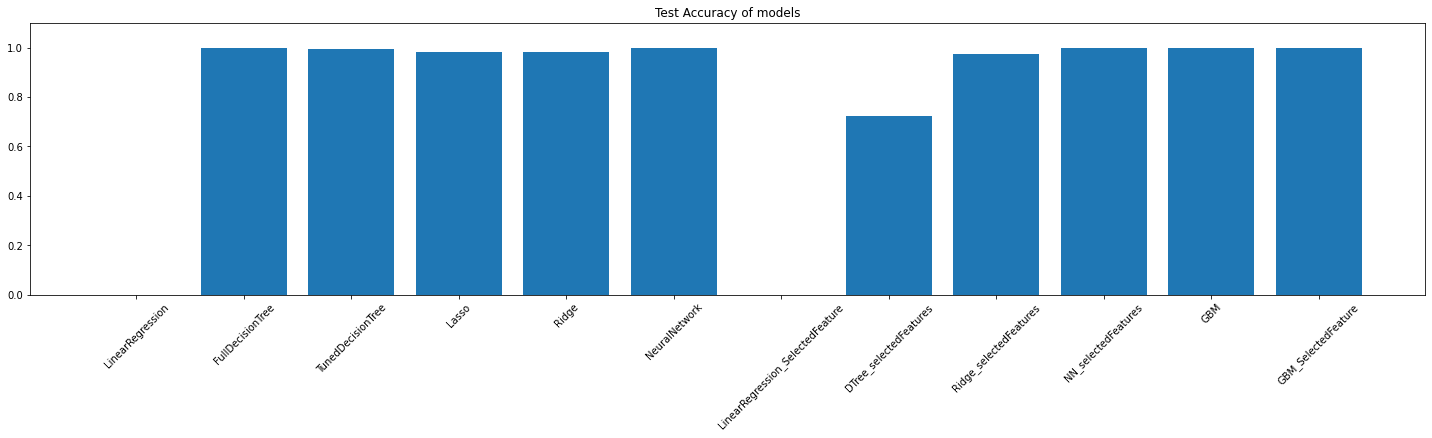 Test Accuracy of models
1.0
0.8
0.6
0.4
0.2
0.0
LinearRegression
FullDecisionTree
TunedDecisionTree
Lasso
Ridge
NeuralNetwork
LinearRegression_SelectedFeature
DTree_selectedFeatures
Ridge_selectedFeatures
NN_selectedFeatures
GBM
GBM_SelectedFeature